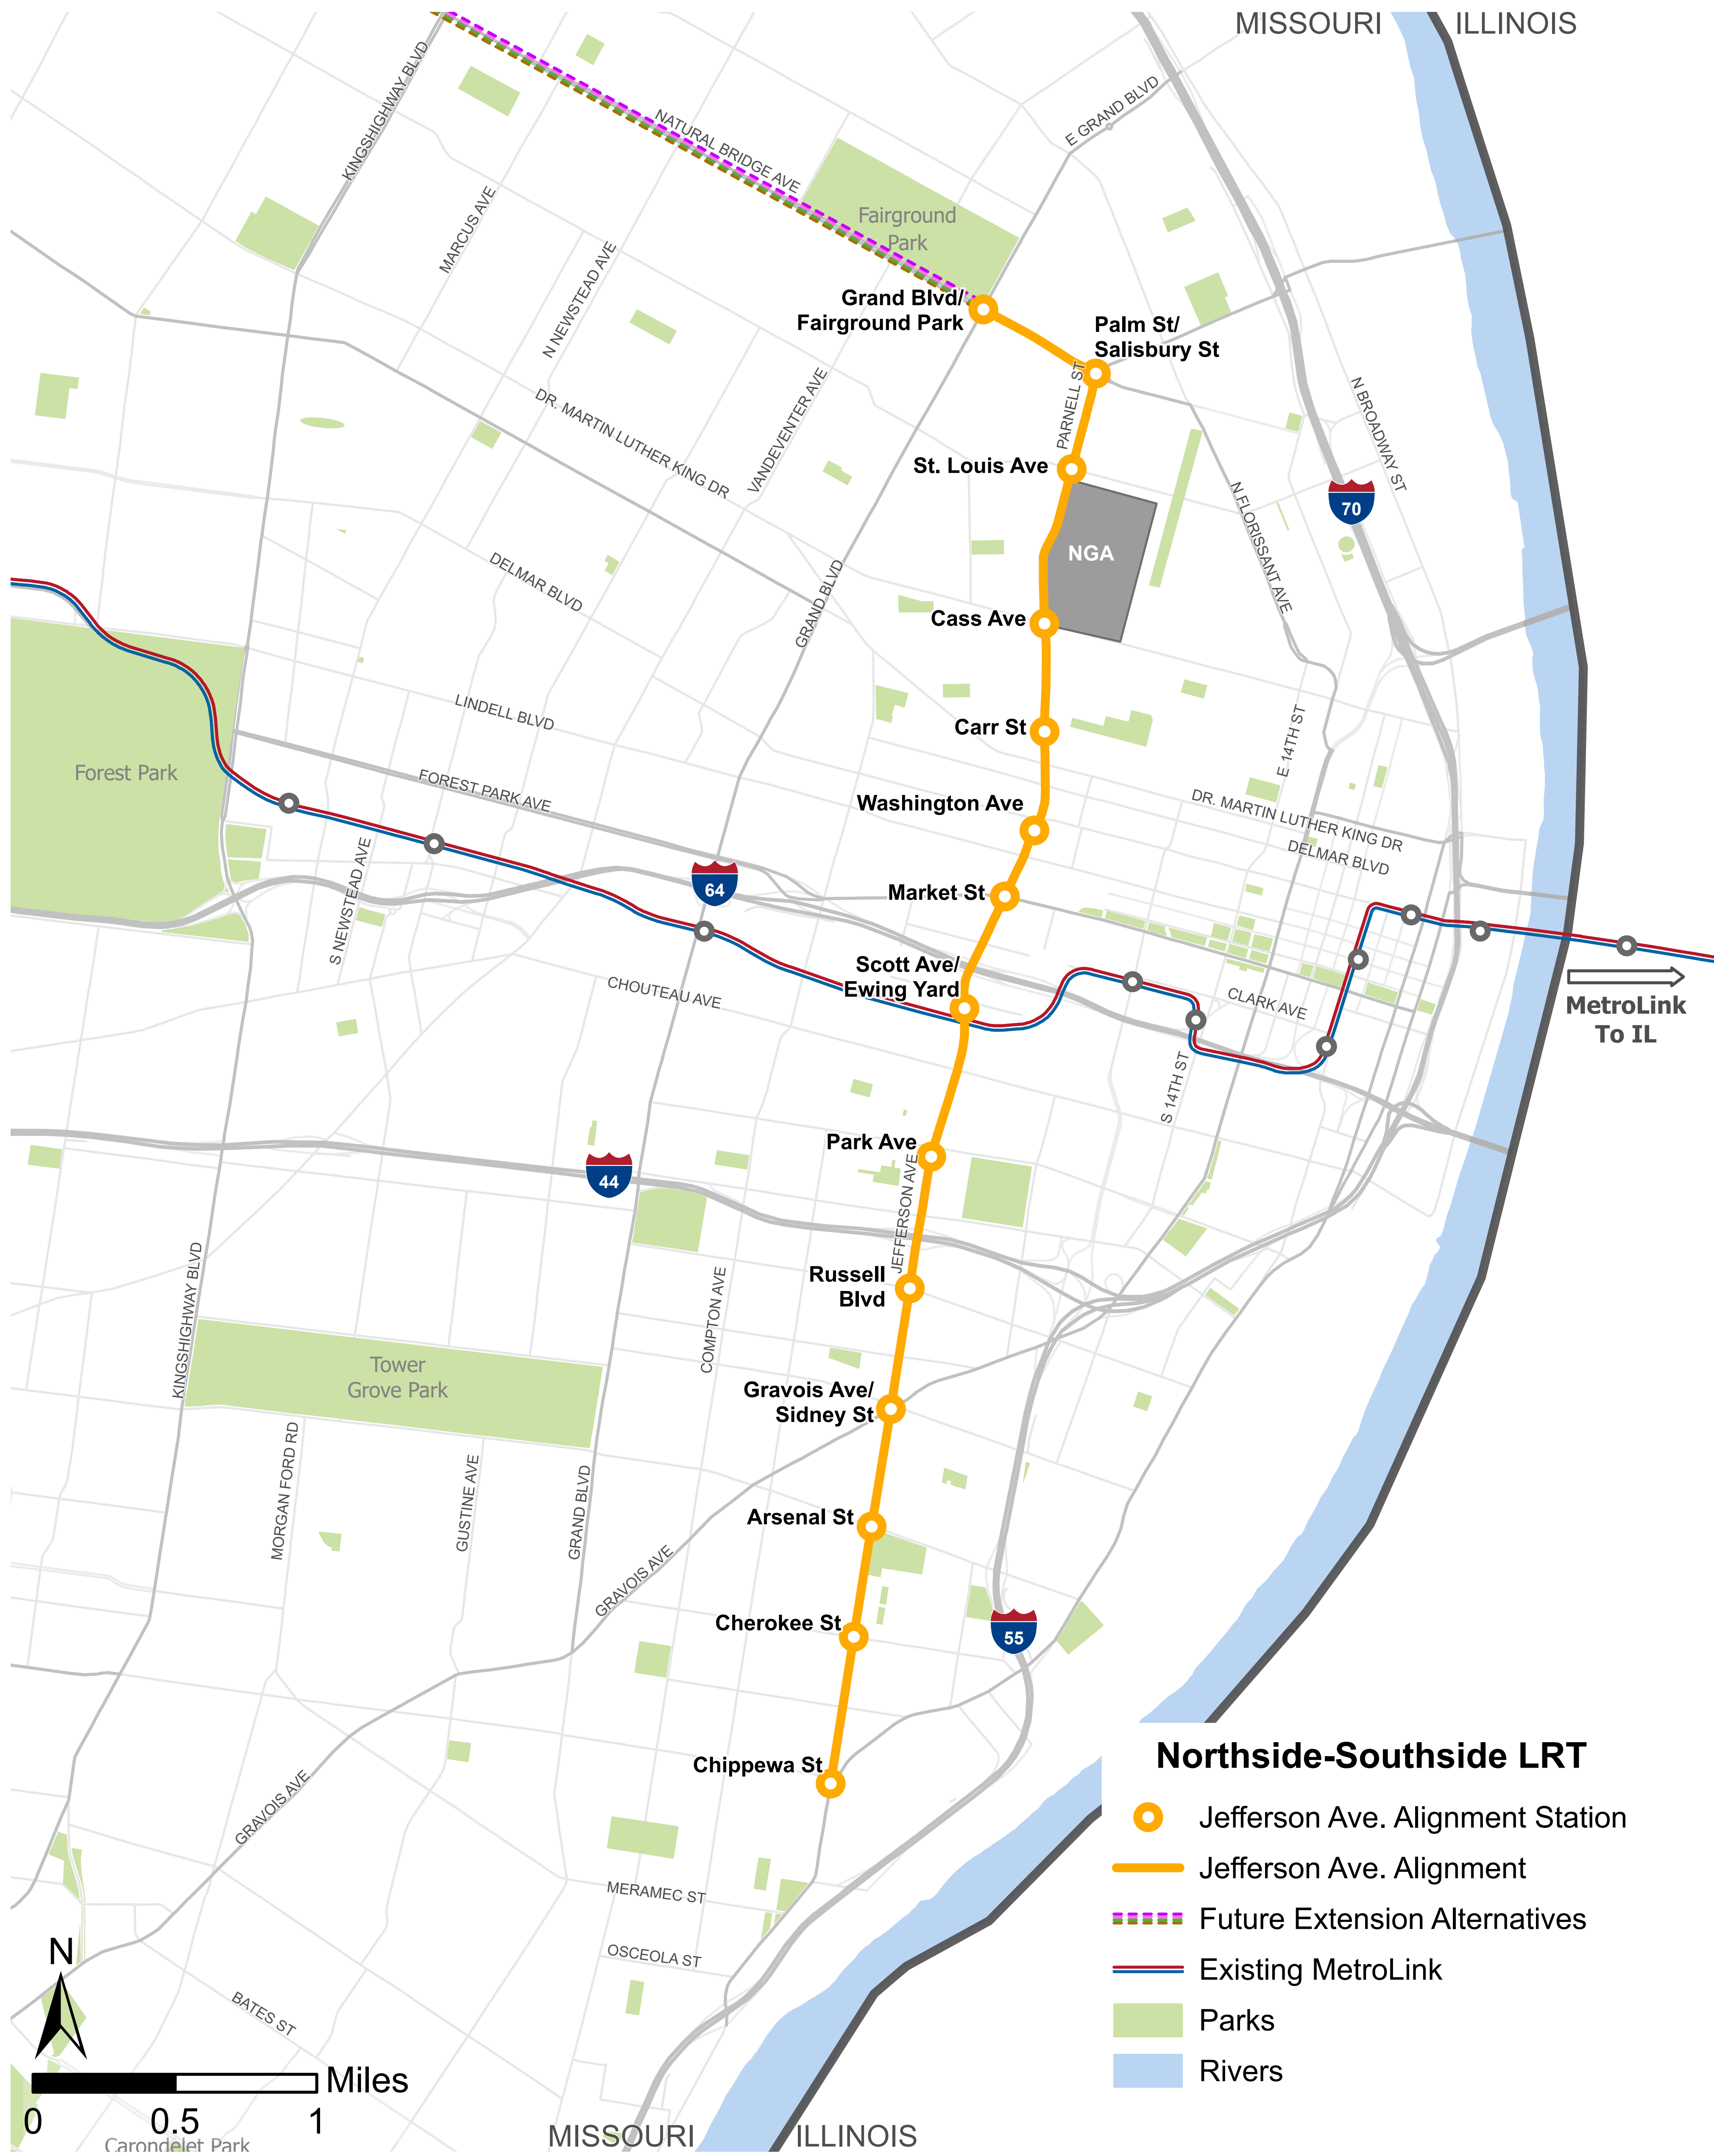 MISSOURI
ILLINOIS
KINGSHIGHWAY BLVD
NATURAL BRIDGE AVE
E GRAND BLVD
MARCUS AVE
Fairground
Park
N NEWSTEAD AVE
Grand Blvd/
Fairground Park
Palm St/
Salisbury St
PARNELL ST
N BROADWAY ST
DR. MARTIN LUTHER KING DR
VANDEVENTER AVE
St. Louis Ave
N FLORISSANT AVE
70
NGA
DELMAR BLVD
GRAND BLVD
Cass Ave
LINDELL BLVD
Carr St
E 14TH ST
Forest Park
FOREST PARK AVE
Washington Ave
DR. MARTIN LUTHER KING DR
DELMAR BLVD
64
Market St
S NEWSTEAD AVE
Scott Ave/
Ewing Yard
CHOUTEAU AVE
CLARK AVE
MetroLink
To IL
S 14TH ST
Park Ave
44
JEFFERSON AVE
KINGSHIGHWAY BLVD
COMPTON AVE
Russell
Blvd
Tower
Grove Park
Gravois Ave/
Sidney St
MORGAN FORD RD
GUSTINE AVE
GRAND BLVD
Arsenal St
GRAVOIS AVE
Cherokee St
55
Chippewa St
GRAVOIS AVE
MERAMEC ST
OSCEOLA ST
BATES ST
Northside-Southside LRT
Jefferson Ave. Alignment Station
Jefferson Ave. Alignment
Future Extension Alternatives
Existing MetroLink
Parks
Rivers
N
Miles
0
0.5
1
Carondelet Park
MISSOURI
ILLINOIS